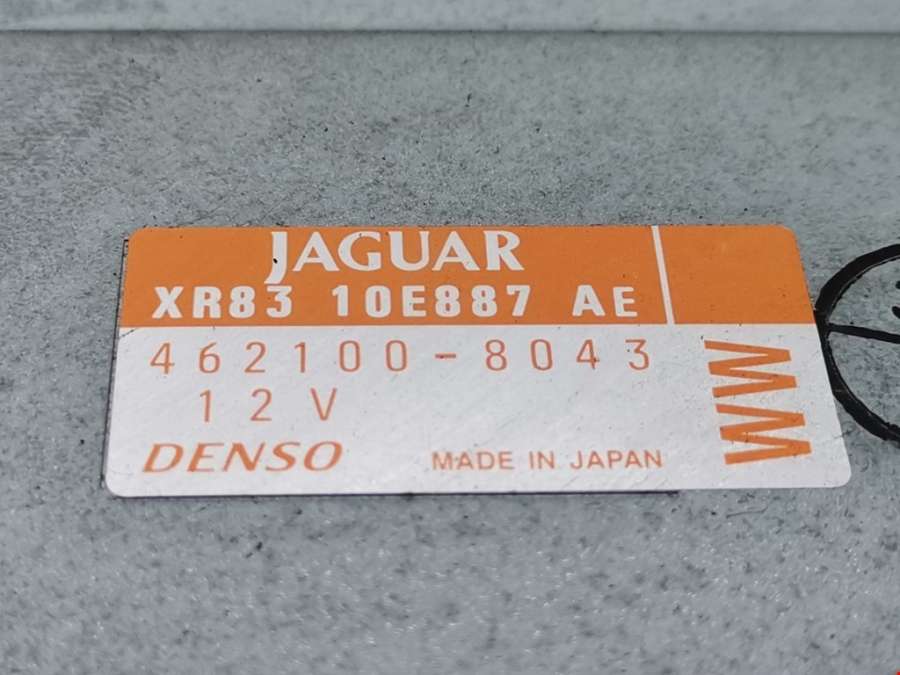 JAGUAR
XR83 10E887 AE
462100-8043
12V
DENSO
MADE IN JAPAN
WW